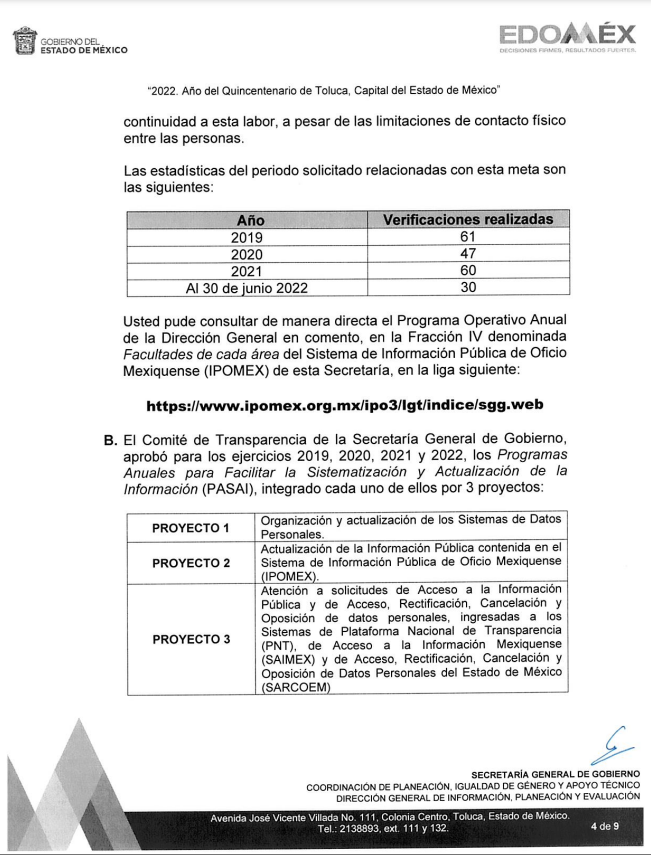 GOBIERNO DEL
ESTADO DE MÉXICO
EDOMÉX
DECISIONES FIRMES, RESULTADOS FUERTES.
“2022. Año del Quincentenario de Toluca, Capital del Estado de México”
continuidad a esta labor, a pesar de las limitaciones de contacto físico
entre las personas.
Las estadísticas del periodo solicitado relacionadas con esta meta son
las siguientes:
Año Verificaciones realizadas
2019 61
2020 47
2021 60
Al 30 de junio 2022 30
Usted pude consultar de manera directa el Programa Operativo Anual
de la Dirección General en comento, en la Fracción IV denominada
Facultades de cada área del Sistema de Información Pública de Oficio
Mexiquense (IPOMEX) de esta Secretaría, en la liga siguiente:
https://www.ipomex.org.mx/ipo3/lgt/indice/sgg.web
B. El Comité de Transparencia de la Secretaría General de Gobierno,
aprobó para los ejercicios 2019, 2020, 2021 y 2022, los Programas
Anuales para Facilitar la Sistematización y Actualización de la
Información (PASAI), integrado cada uno de ellos por 3 proyectos:
PROYECTO 1
Organización y actualización de los Sistemas de Datos
Personales.
PROYECTO 2
Actualización de la Información Pública contenida en el
Sistema de Información Pública de Oficio Mexiquense
(IPOMEX).
PROYECTO 3
Atención a solicitudes de Acceso a la Información
Pública y de Acceso, Rectificación, Cancelación y
Oposición de datos personales, ingresadas a los
Sistemas de Plataforma Nacional de Transparencia
(PNT), de Acceso a la Información Mexiquense
(SAIMEX) y de Acceso, Rectificación, Cancelación y
Oposición de Datos Personales del Estado de México
(SARCOEM)
SECRETARÍA GENERAL DE GOBIERNO
COORDINACIÓN DE PLANEACIÓN, IGUALDAD DE GÉNERO Y APOYO TÉCNICO
DIRECCIÓN GENERAL DE INFORMACIÓN, PLANEACIÓN Y EVALUACIÓN
Avenida José Vicente Villada No. 111, Colonia Centro, Toluca, Estado de México.
Tel.: 2138893, ext. 111 y 132.
4 de 9